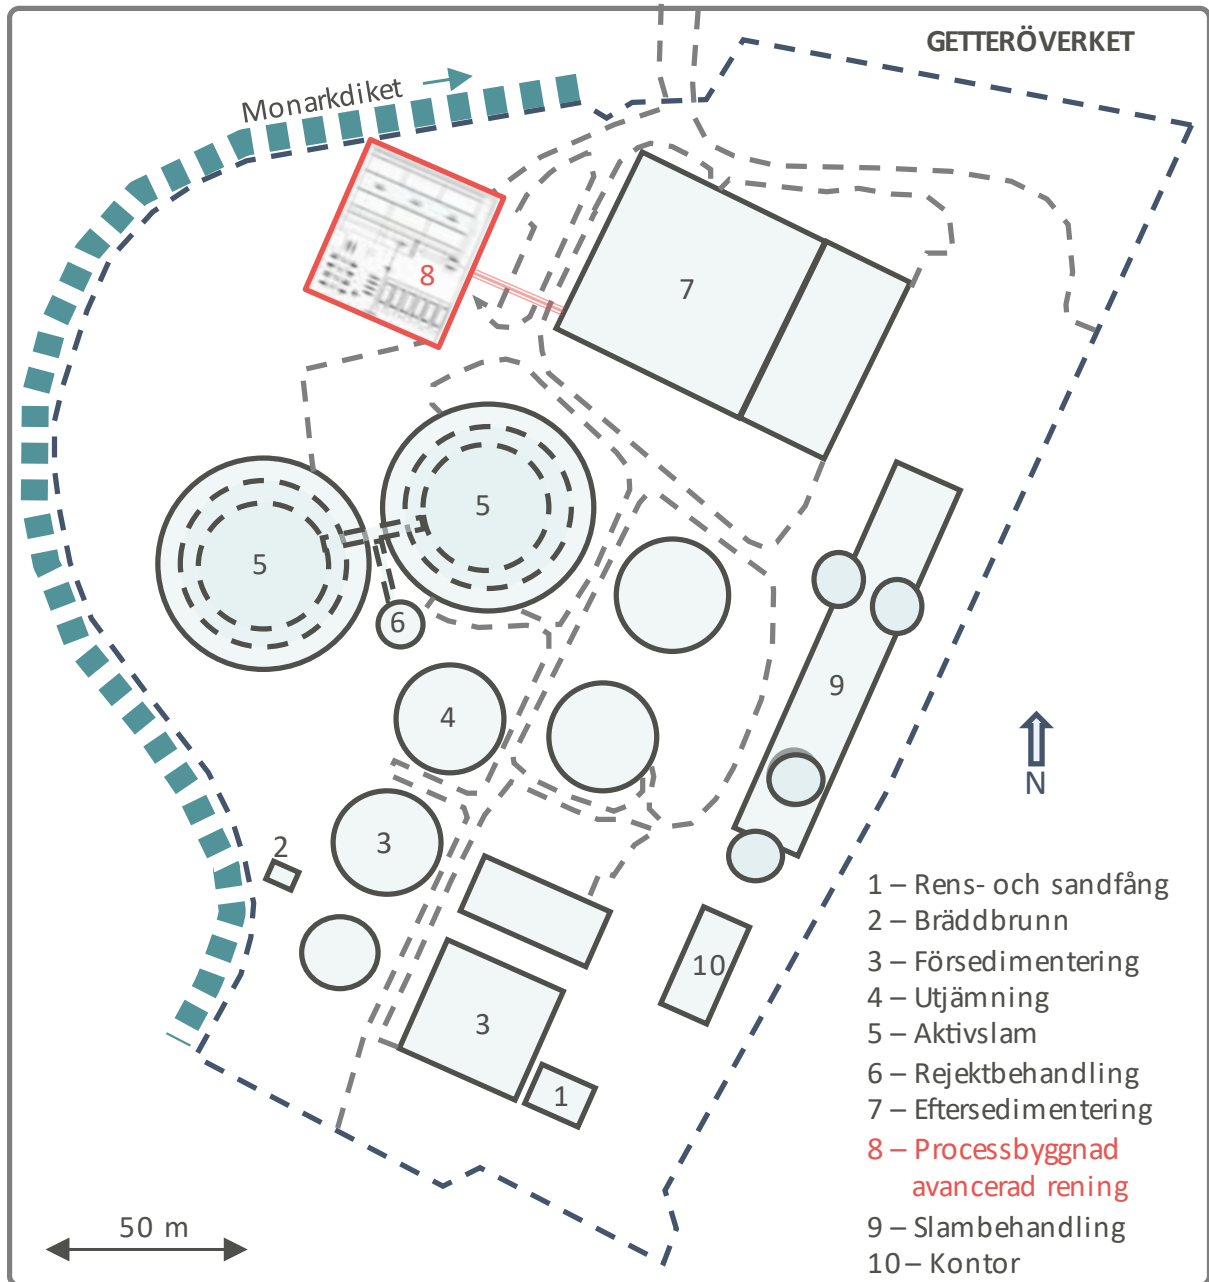 GETTERÖVERKET
Monarkdiket
8
7
5
5
6
9
4
N
2
3
10
3
1
1 – Rens- och sandfång
2 – Bräddbrunn
3 – Försedimentering
4 – Utjämning
5 – Aktivslam
6 – Rejektbehandling
7 – Eftersedimentering
8 – Processbyggnad
avancerad rening
9 – Slambehandling
10 – Kontor
50 m